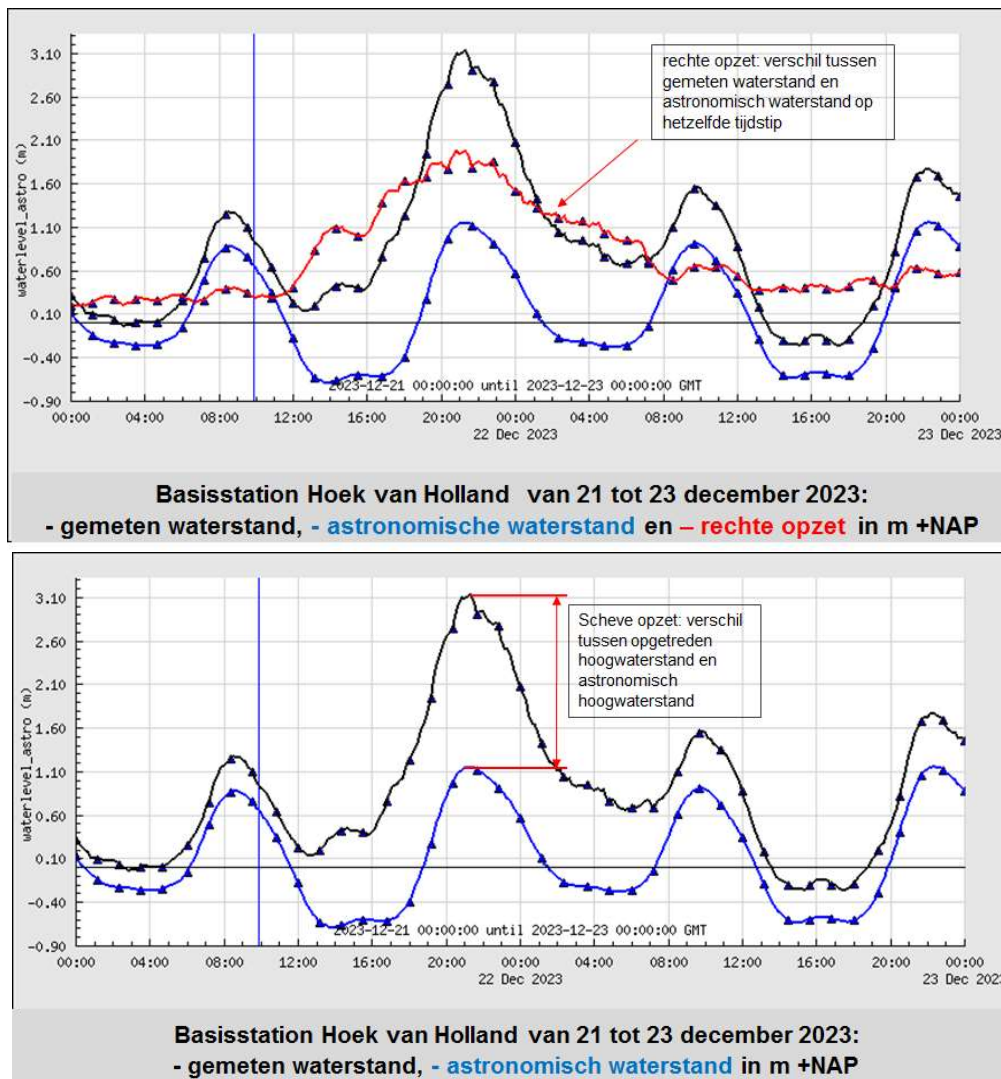 3.10
2.60
2.10
1.60
1.10
0.60
0.10
-0.40
-0.90
waterlevel_astro (m)
rechte opzet: verschil tussen
gemeten waterstand en
astronomisch waterstand op
hetzelfde tijdstip
2023-12-21 00:00:00 until 2023-12-23 00:00:00 GMT
00:00 04:00 08:00 12:00 16:00 20:00 00:00 04:00 08:00 12:00 16:00 20:00 00:00
22 Dec 2023 23 Dec 2023
Basisstation Hoek van Holland van 21 tot 23 december 2023:
- gemeten waterstand, - astronomische waterstand en – rechte opzet in m +NAP
3.10
2.60
2.10
1.60
1.10
0.60
0.10
-0.40
-0.90
waterlevel_astro (m)
Scheve opzet: verschil
tussen opgetreden
hoogwaterstand en
astronomisch
hoogwaterstand
2023-12-21 00:00:00 until 2023-12-23 00:00:00 GMT
00:00 04:00 08:00 12:00 16:00 20:00 00:00 04:00 08:00 12:00 16:00 20:00 00:00
22 Dec 2023 23 Dec 2023
Basisstation Hoek van Holland van 21 tot 23 december 2023:
- gemeten waterstand, - astronomisch waterstand in m +NAP